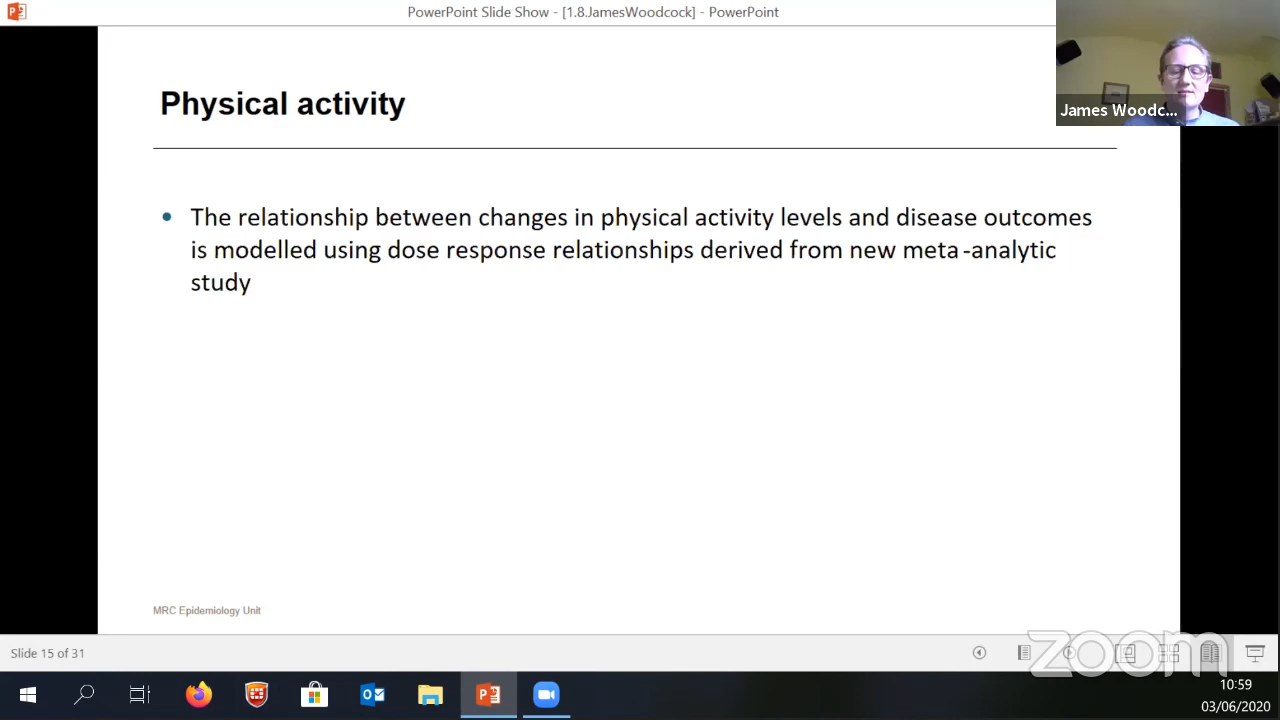 PowerPoint Slide Show - [1.8.JamesWoodcock] - PowerPoint
James Woodc...
Physical activity
• The relationship between changes in physical activity levels and disease outcomes
is modelled using dose response relationships derived from new meta-analytic
study
MRC Epidemiology Unit
Slide 15 of 31
zoom
10:59
03/06/2020